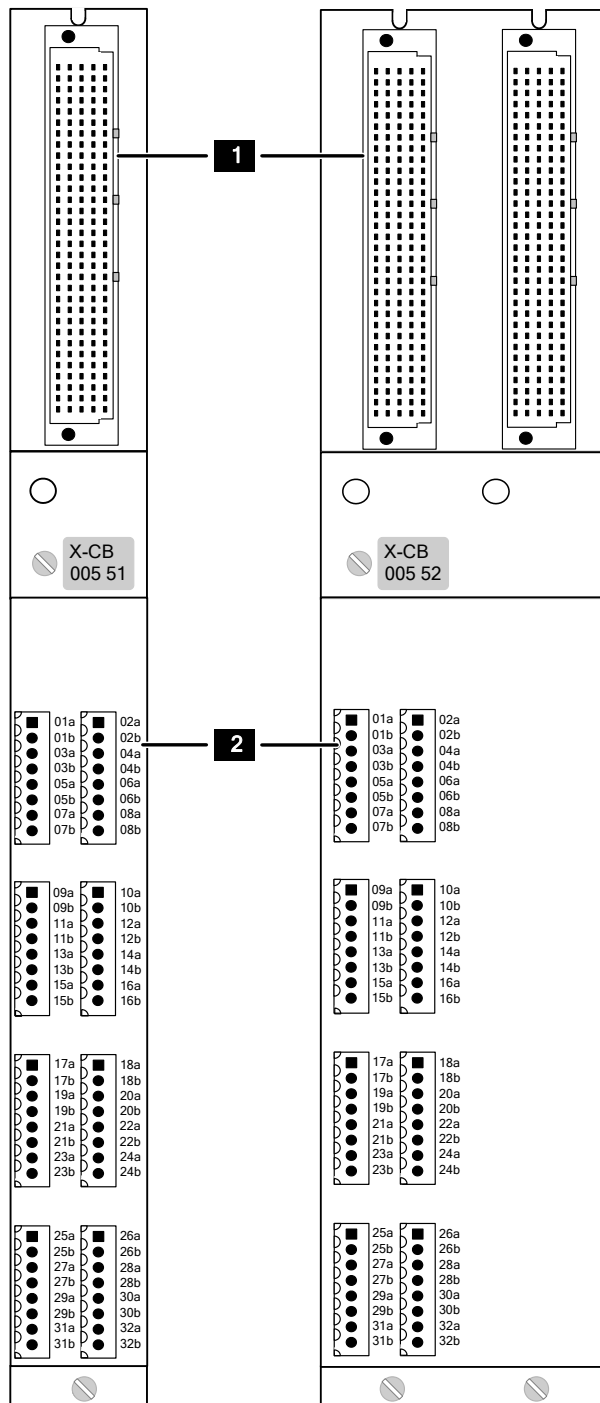 1
X-CB
005 51
X-CB
005 52
2
01a 02a
01b 02b
03a 04a
03b 04b
05a 06a
05b 06b
07a 08a
07b 08b
09a 10a
09b 10b
11a 12a
11b 12b
13a 14a
13b 14b
15a 16a
15b 16b
17a 18a
17b 18b
19a 20a
19b 20b
21a 22a
21b 22b
23a 24a
23b 24b
25a 26a
25b 26b
27a 28a
27b 28b
29a 30a
29b 30b
31a 32a
31b 32b
01a 02a
01b 02b
03a 04a
03b 04b
05a 06a
05b 06b
07a 08a
07b 08b
09a 10a
09b 10b
11a 12a
11b 12b
13a 14a
13b 14b
15a 16a
15b 16b
17a 18a
17b 18b
19a 20a
19b 20b
21a 22a
21b 22b
23a 24a
23b 24b
25a 26a
25b 26b
27a 28a
27b 28b
29a 30a
29b 30b
31a 32a
31b 32b